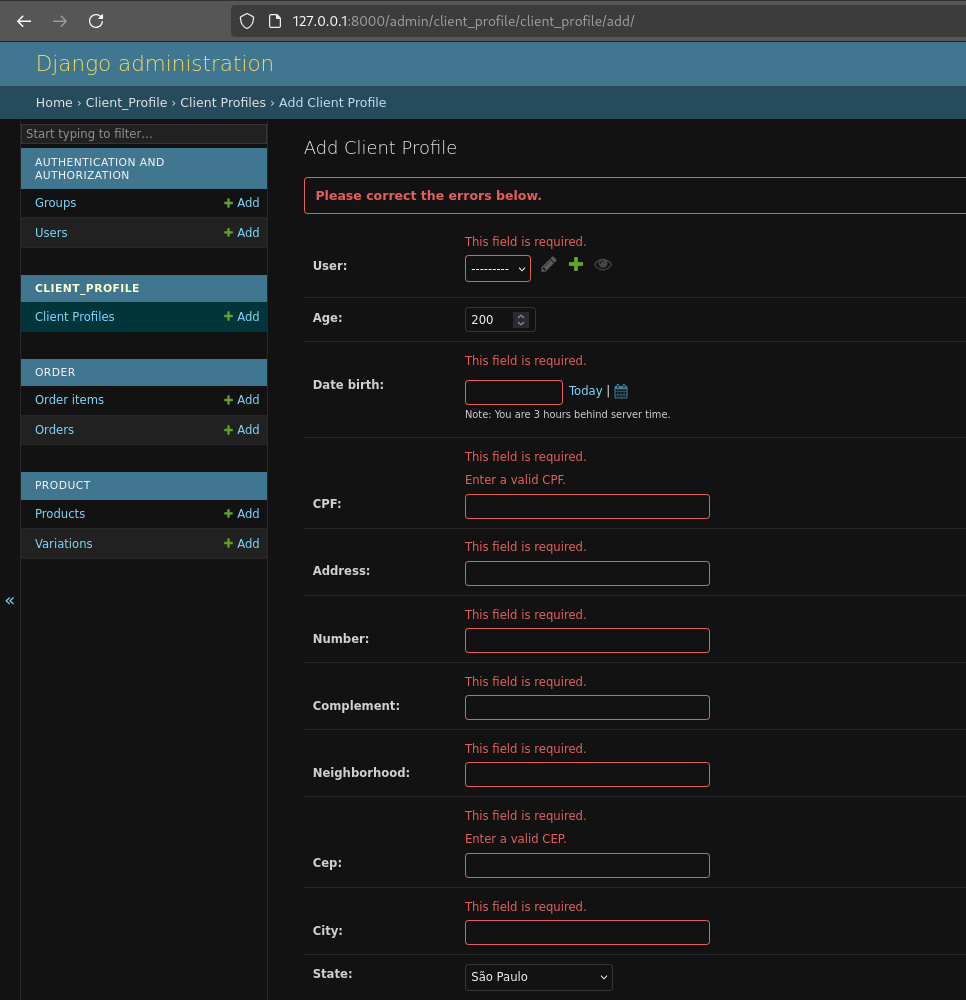 127.0.0.1:8000/admin/client_profile/client_profile/add/
Django administration
Home › Client_Profile › Client Profiles › Add Client Profile
Start typing to filter...
AUTHENTICATION AND
AUTHORIZATION
Groups + Add
Users + Add
CLIENT_PROFILE
Client Profiles + Add
ORDER
Order items + Add
Orders + Add
PRODUCT
Products + Add
Variations + Add
«
Add Client Profile
Please correct the errors below.
This field is required.
User: ---------
Age: 200
This field is required.
Date birth: Today |
Note: You are 3 hours behind server time.
This field is required.
Enter a valid CPF.
CPF:
This field is required.
Address:
This field is required.
Number:
This field is required.
Complement:
This field is required.
Neighborhood:
This field is required.
Enter a valid CEP.
Cep:
This field is required.
City:
State: São Paulo